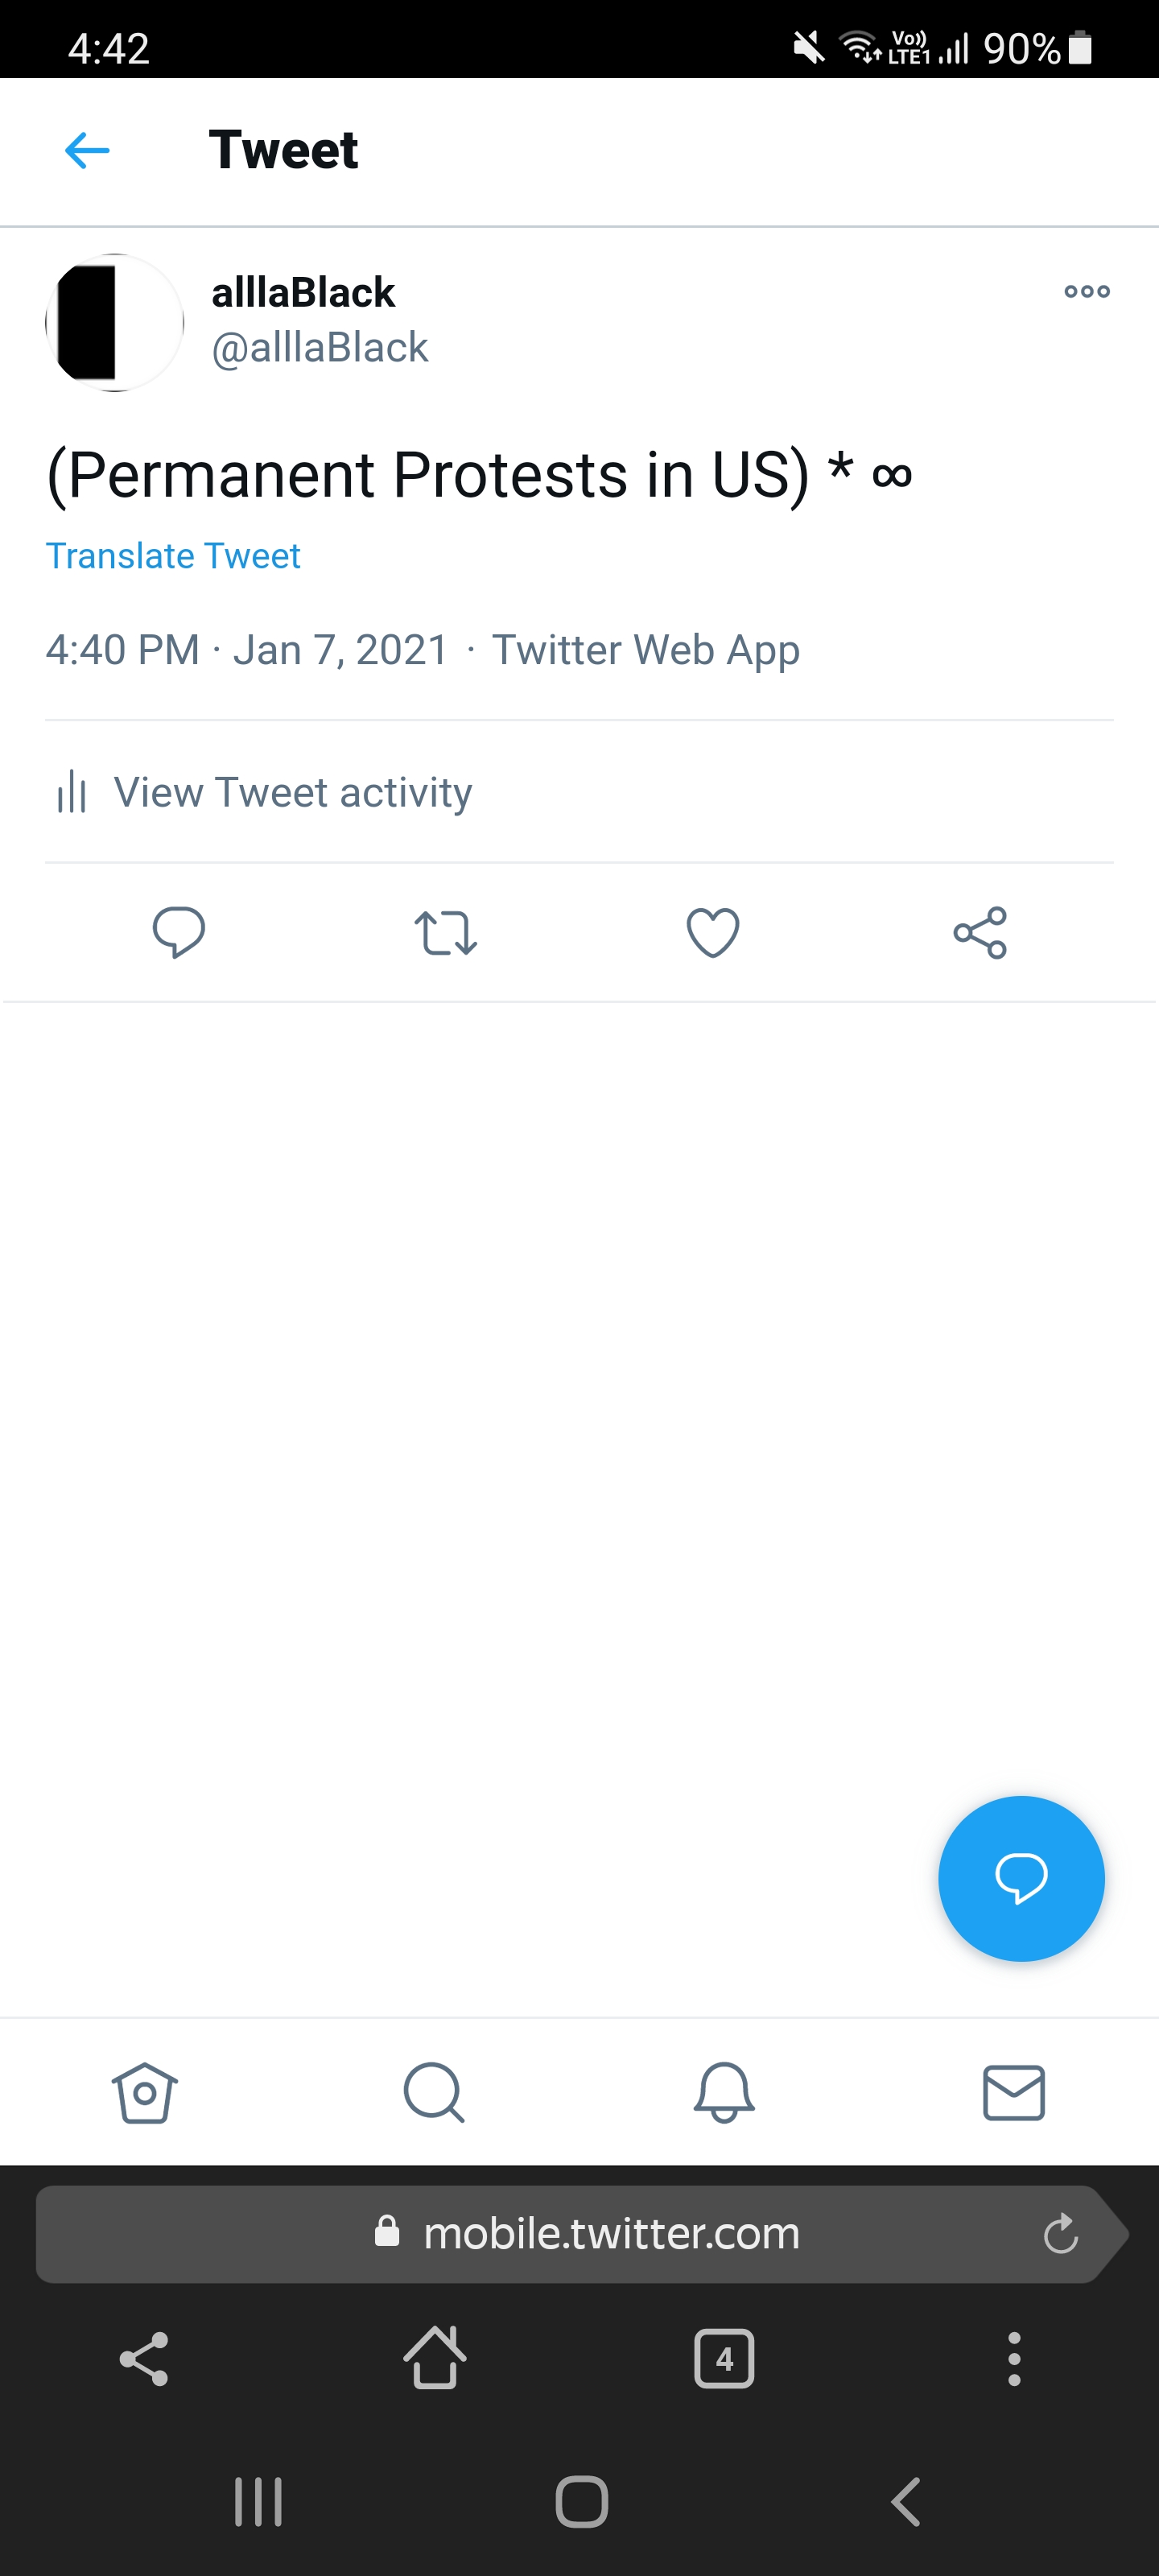 4:42 Vo)) LTE1 90%
Tweet
alllaBlack
@alllaBlack
(Permanent Protests in US) * ∞
Translate Tweet
4:40 PM · Jan 7, 2021 · Twitter Web App
View Tweet activity
mobile.twitter.com
4